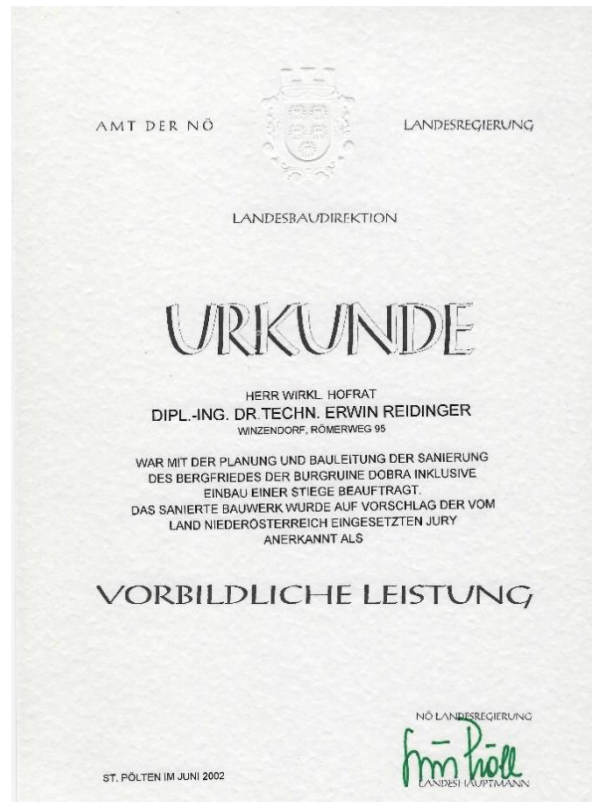 AMT DER NÖ LANDESREGIERUNG
LANDESBAUDIREKTION
URKUNDE
HERR WIRKL. HOFRAT
DIPL.-ING. DR.TECHN. ERWIN REIDINGER
WINZENDORF, RÖMERWEG 95
WAR MIT DER PLANUNG UND BAULEITUNG DER SANIERUNG
DES BERGFRIEDES DER BURGRUINE DOBRA INKLUSIVE
EINBAU EINER STIEGE BEAUFTRAGT.
DAS SANIERTE BAUWERK WURDE AUF VORSCHLAG DER VOM
LAND NIEDERÖSTERREICH EINGESETZTEN JURY
ANERKANNT ALS
VORBILDLICHE LEISTUNG
NÖ LANDESREGIERUNG
Pröll
LANDESHAUPTMANN
ST. PÖLTEN IM JUNI 2002